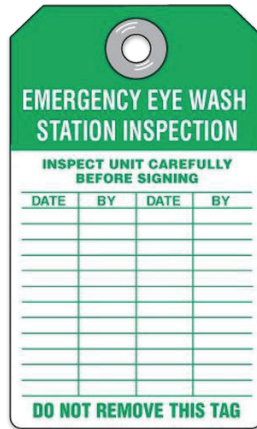 EMERGENCY EYE WASH
STATION INSPECTION
INSPECT UNIT CAREFULLY
BEFORE SIGNING
DATE BY DATE BY
DO NOT REMOVE THIS TAG